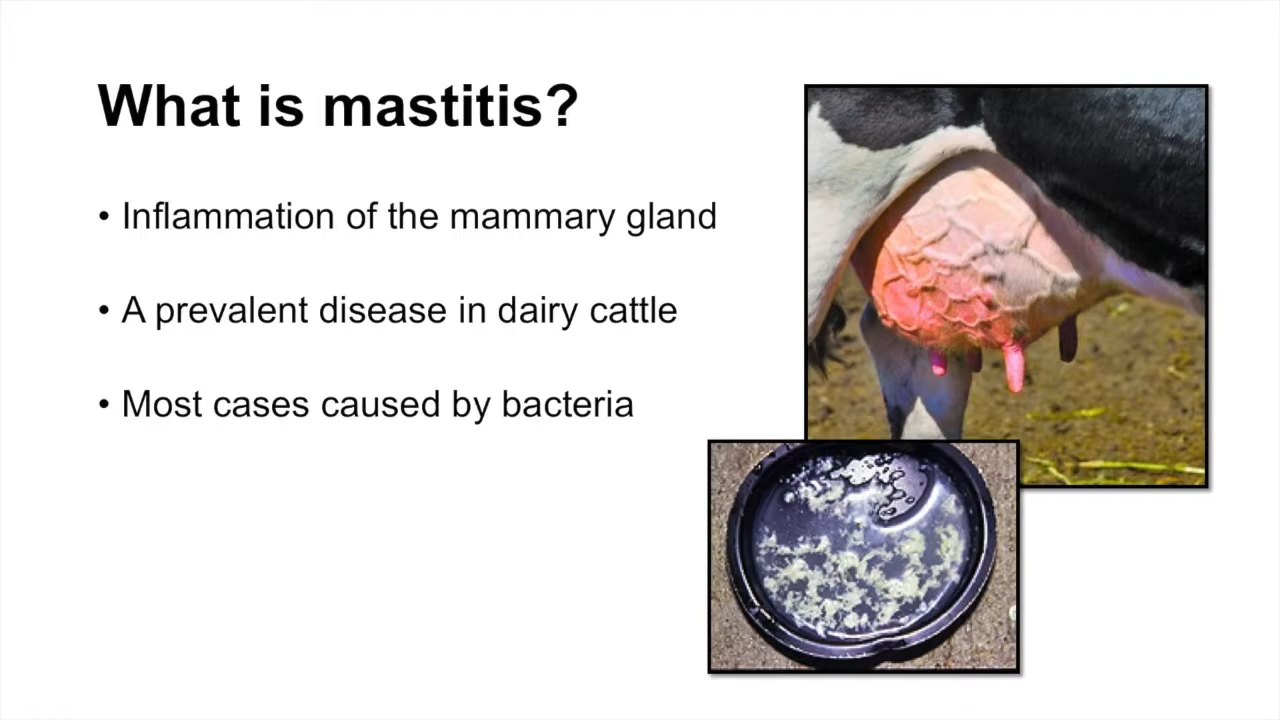 What is mastitis?
• Inflammation of the mammary gland
• A prevalent disease in dairy cattle
• Most cases caused by bacteria